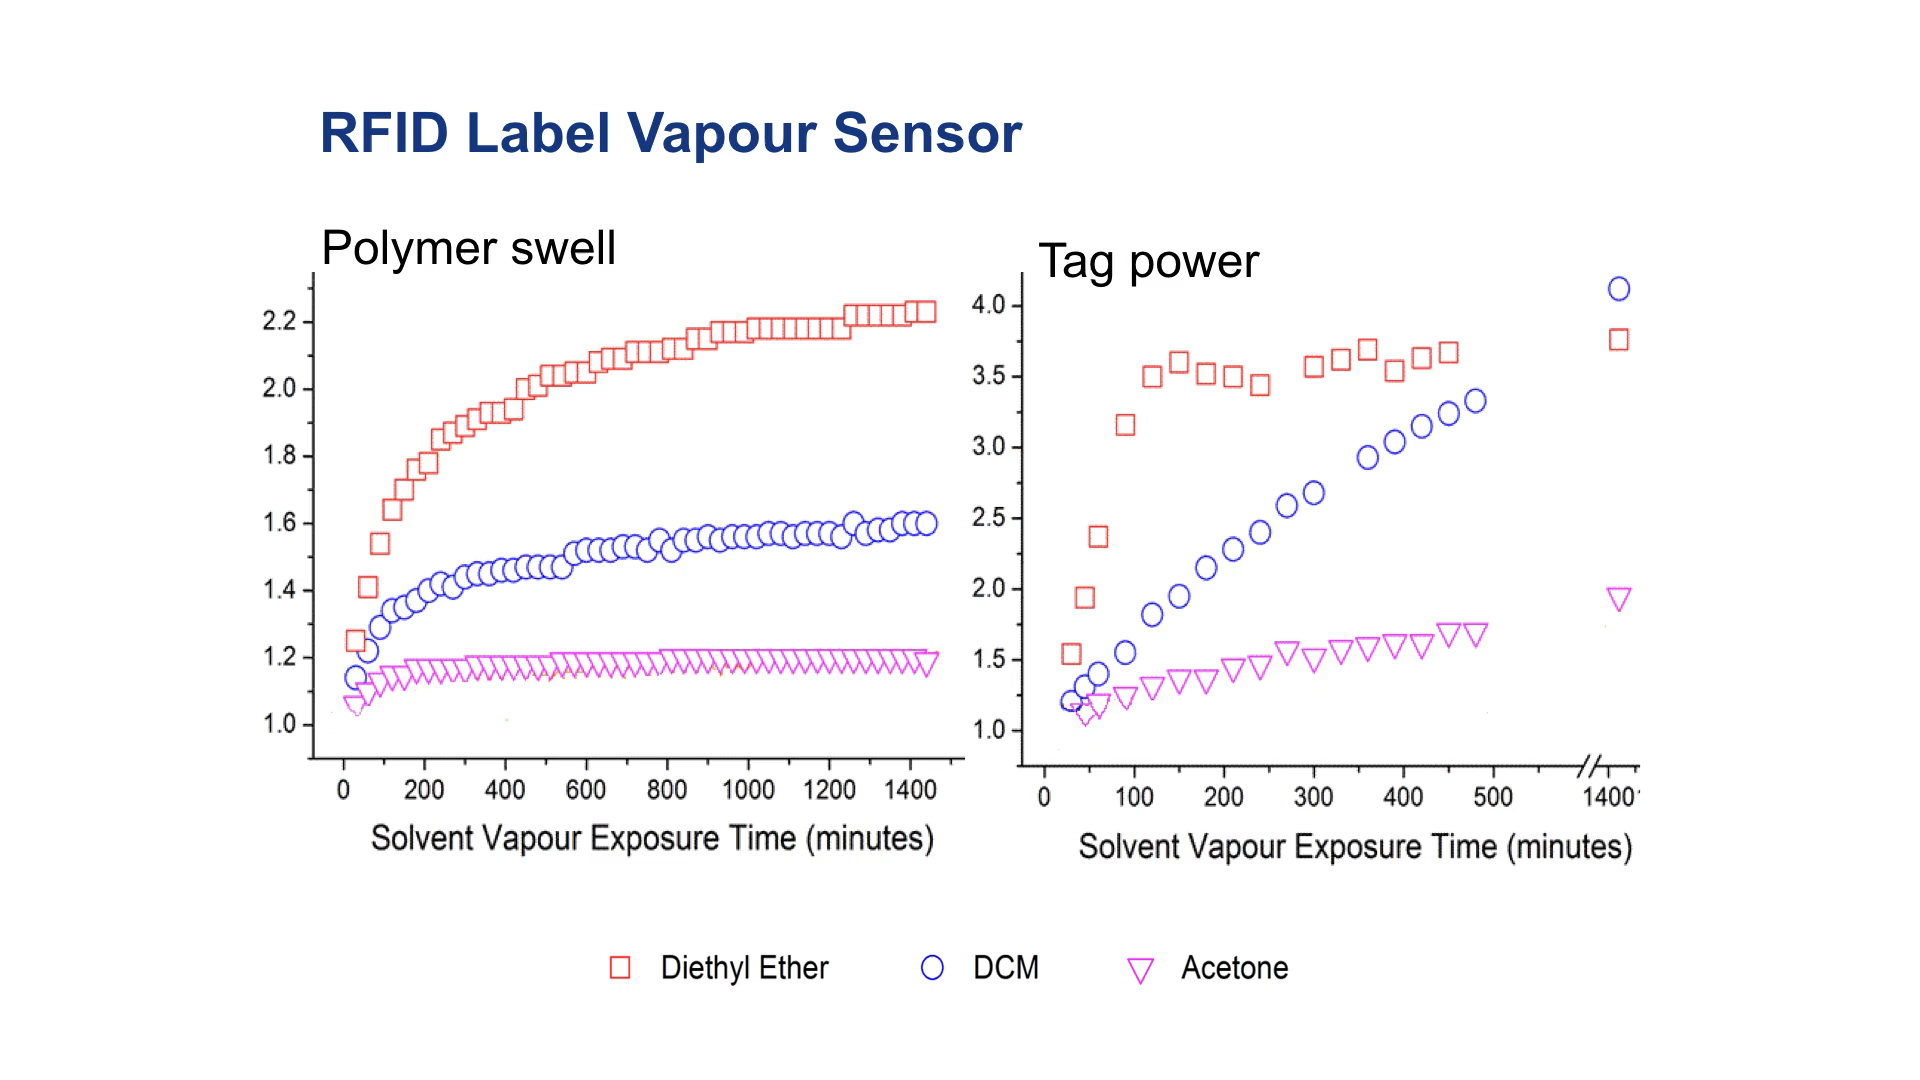 RFID Label Vapour Sensor
Polymer swell
2.2
2.0
1.8
1.6
1.4
1.2
1.0
0 200 400 600 800 1000 1200 1400
Solvent Vapour Exposure Time (minutes)
Tag power
4.0
3.5
3.0
2.5
2.0
1.5
1.0
0 100 200 300 400 500 1400
Solvent Vapour Exposure Time (minutes)
Diethyl Ether DCM Acetone